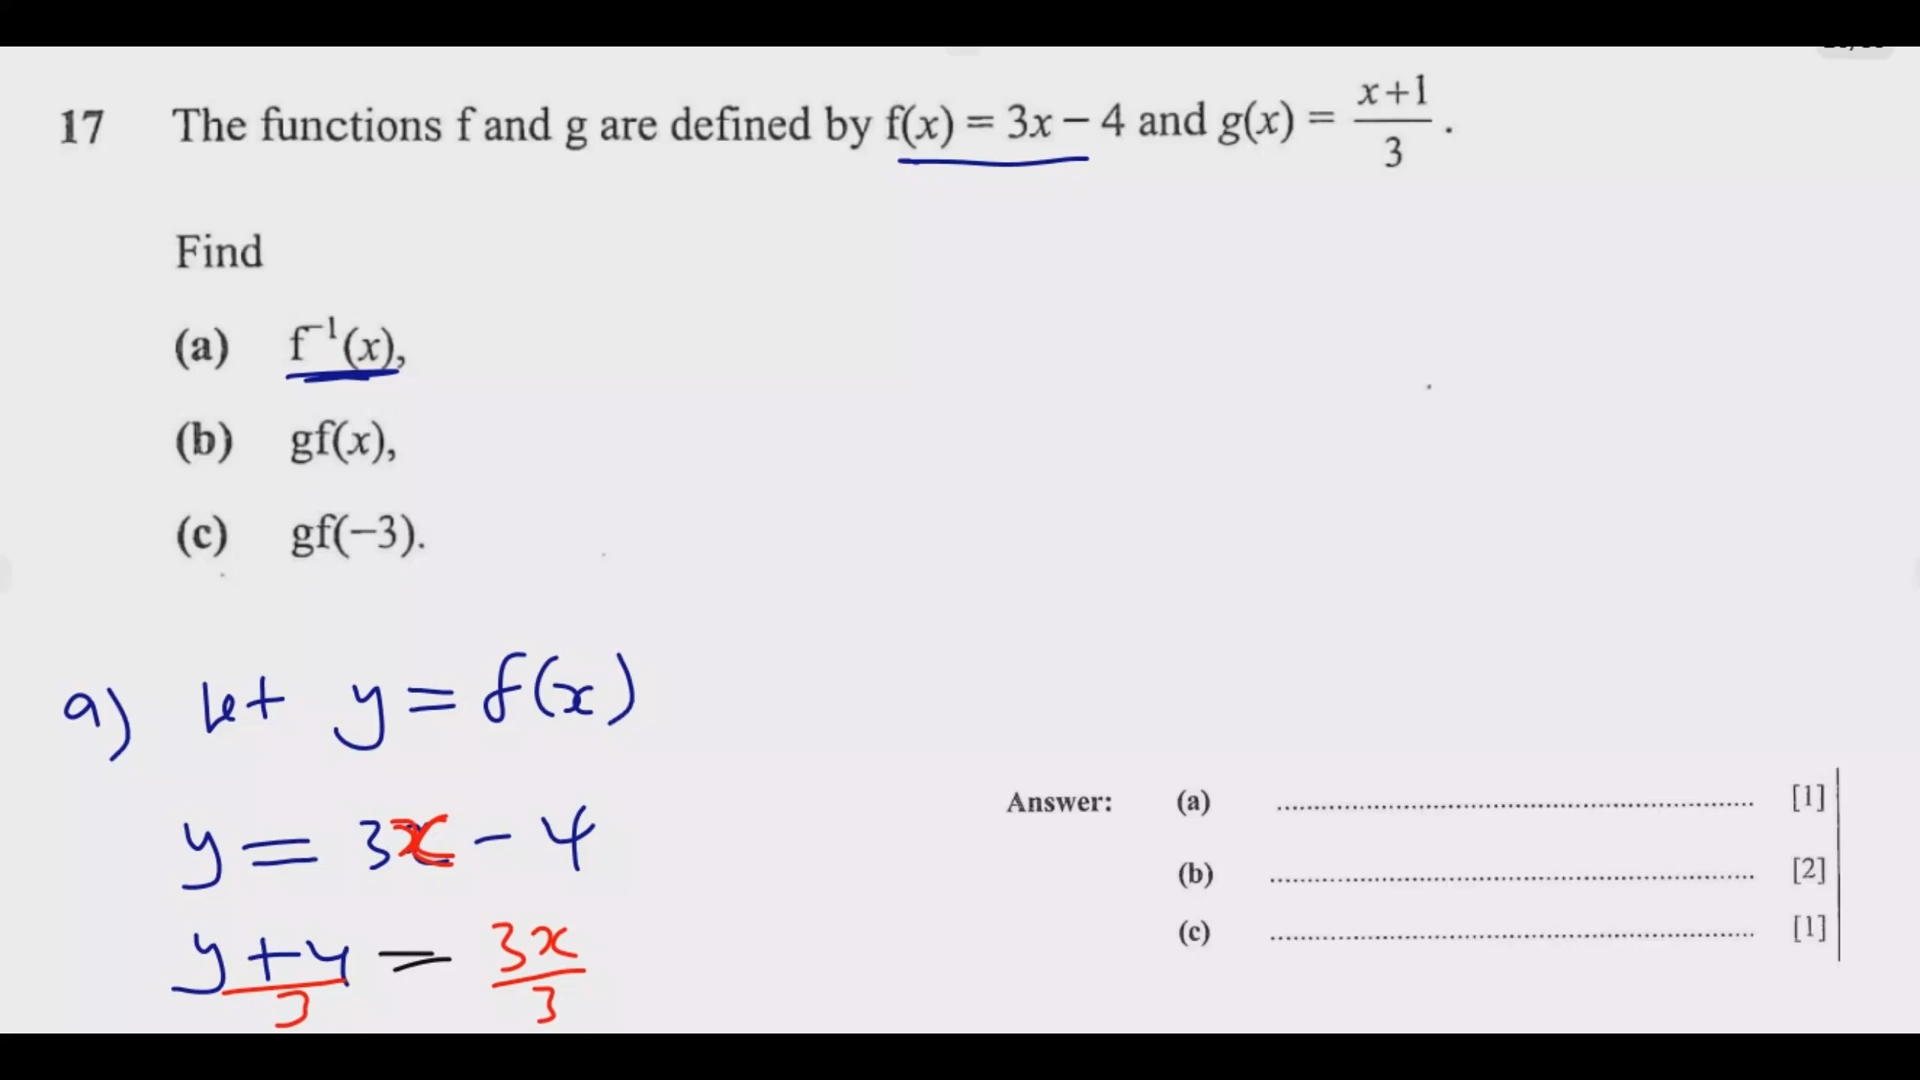 17 The functions f and g are defined by f(x) = 3x − 4 and g(x) = (x+1)/3 .
Find
(a) f⁻¹(x),
(b) gf(x),
(c) gf(−3).
a) let y = f(x)
y = 3x − 4
(y + 4)/3 = 3x/3
Answer: (a) ........................................ [1]
(b) ........................................ [2]
(c) ........................................ [1]